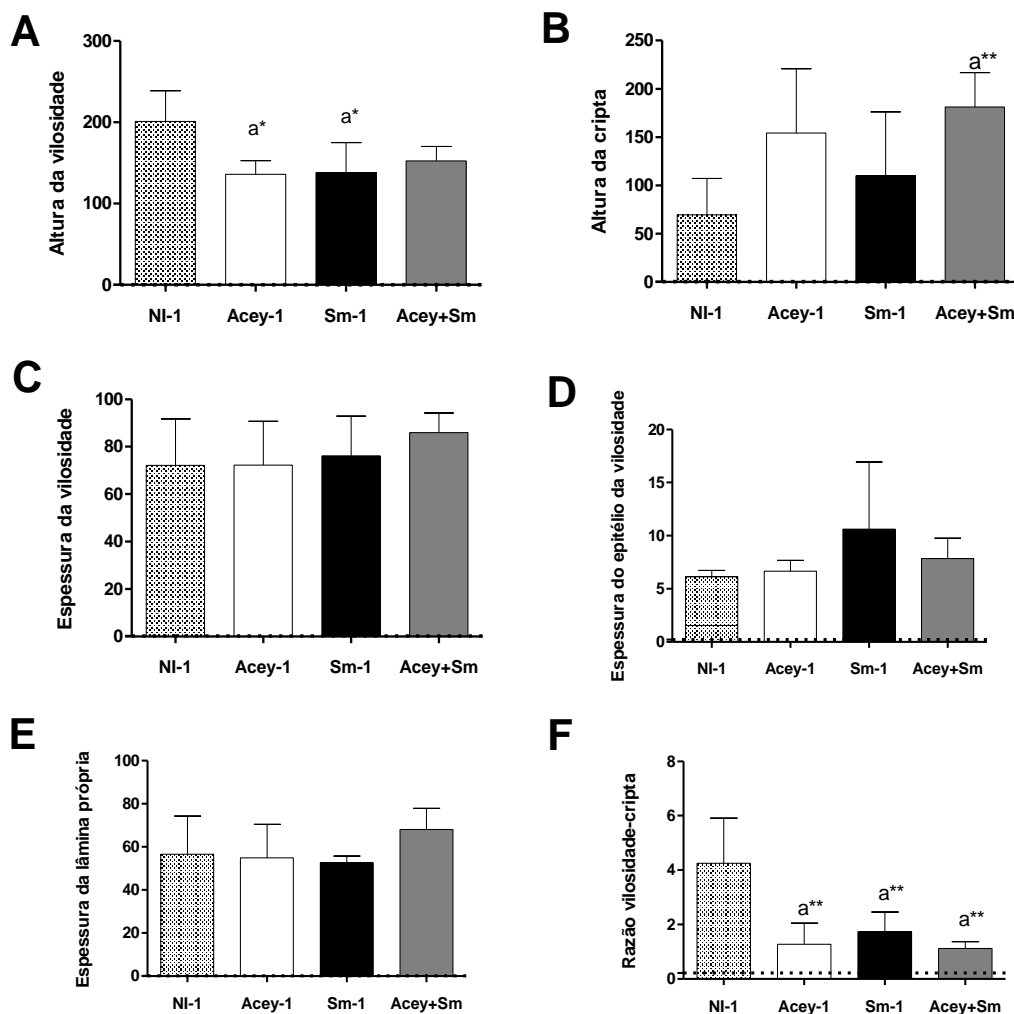 A
Altura da vilosidade
300
200
100
0
a*
a*
NI-1 Acey-1 Sm-1 Acey+Sm
B
Altura da cripta
250
200
150
100
50
0
a**
NI-1 Acey-1 Sm-1 Acey+Sm
C
Espessura da vilosidade
100
80
60
40
20
0
NI-1 Acey-1 Sm-1 Acey+Sm
D
Espessura do epitélio da vilosidade
20
15
10
5
0
NI-1 Acey-1 Sm-1 Acey+Sm
E
Espessura da lâmina própria
100
80
60
40
20
0
NI-1 Acey-1 Sm-1 Acey+Sm
F
Razão vilosidade-cripta
8
6
4
2
0
a**
a**
a**
NI-1 Acey-1 Sm-1 Acey+Sm